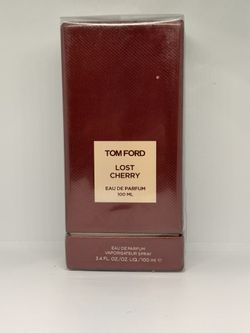 TOM FORD
LOST
CHERRY
EAU DE PARFUM
100 ML
EAU DE PARFUM
VAPORISATEUR SPRAY
3.4 FL. OZ./OZ. LIQ./100 ml ℮